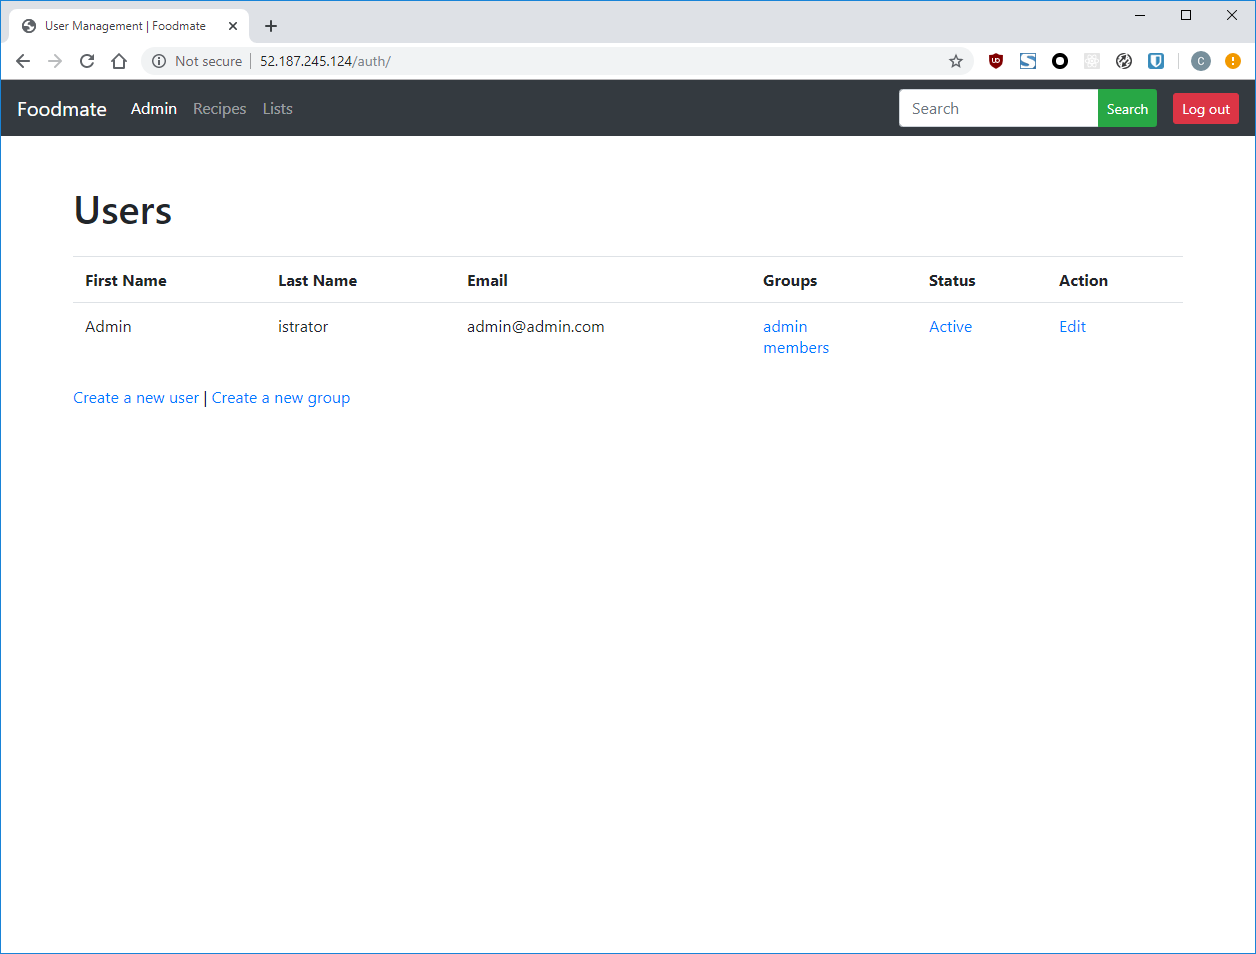 User Management | Foodmate
Not secure 52.187.245.124/auth/
Foodmate Admin Recipes Lists Search Search Log out
Users
First Name Last Name Email Groups Status Action
Admin istrator admin@admin.com admin Active Edit
members
Create a new user | Create a new group